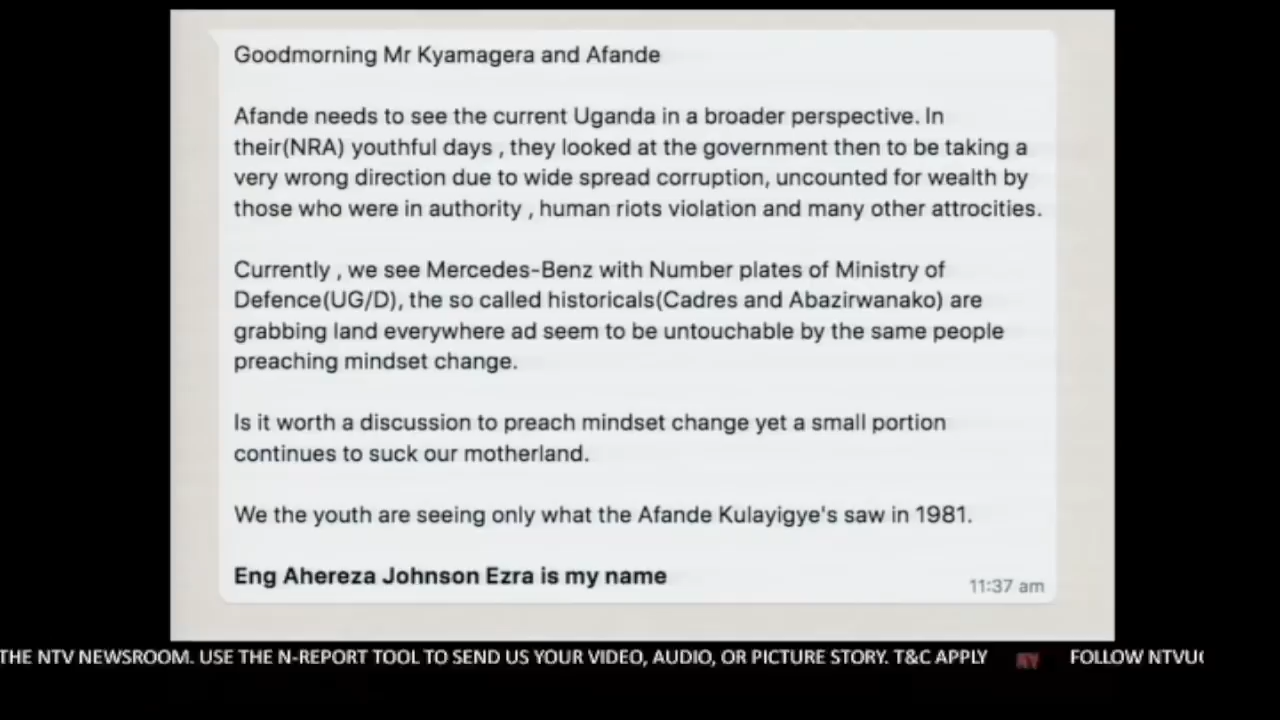 Goodmorning Mr Kyamagera and Afande
Afande needs to see the current Uganda in a broader perspective. In
their(NRA) youthful days , they looked at the government then to be taking a
very wrong direction due to wide spread corruption, uncounted for wealth by
those who were in authority , human riots violation and many other attrocities.
Currently , we see Mercedes-Benz with Number plates of Ministry of
Defence(UG/D), the so called historicals(Cadres and Abazirwanako) are
grabbing land everywhere ad seem to be untouchable by the same people
preaching mindset change.
Is it worth a discussion to preach mindset change yet a small portion
continues to suck our motherland.
We the youth are seeing only what the Afande Kulayigye's saw in 1981.
Eng Ahereza Johnson Ezra is my name
11:37 am
THE NTV NEWSROOM. USE THE N-REPORT TOOL TO SEND US YOUR VIDEO, AUDIO, OR PICTURE STORY. T&C APPLY FOLLOW NTVU